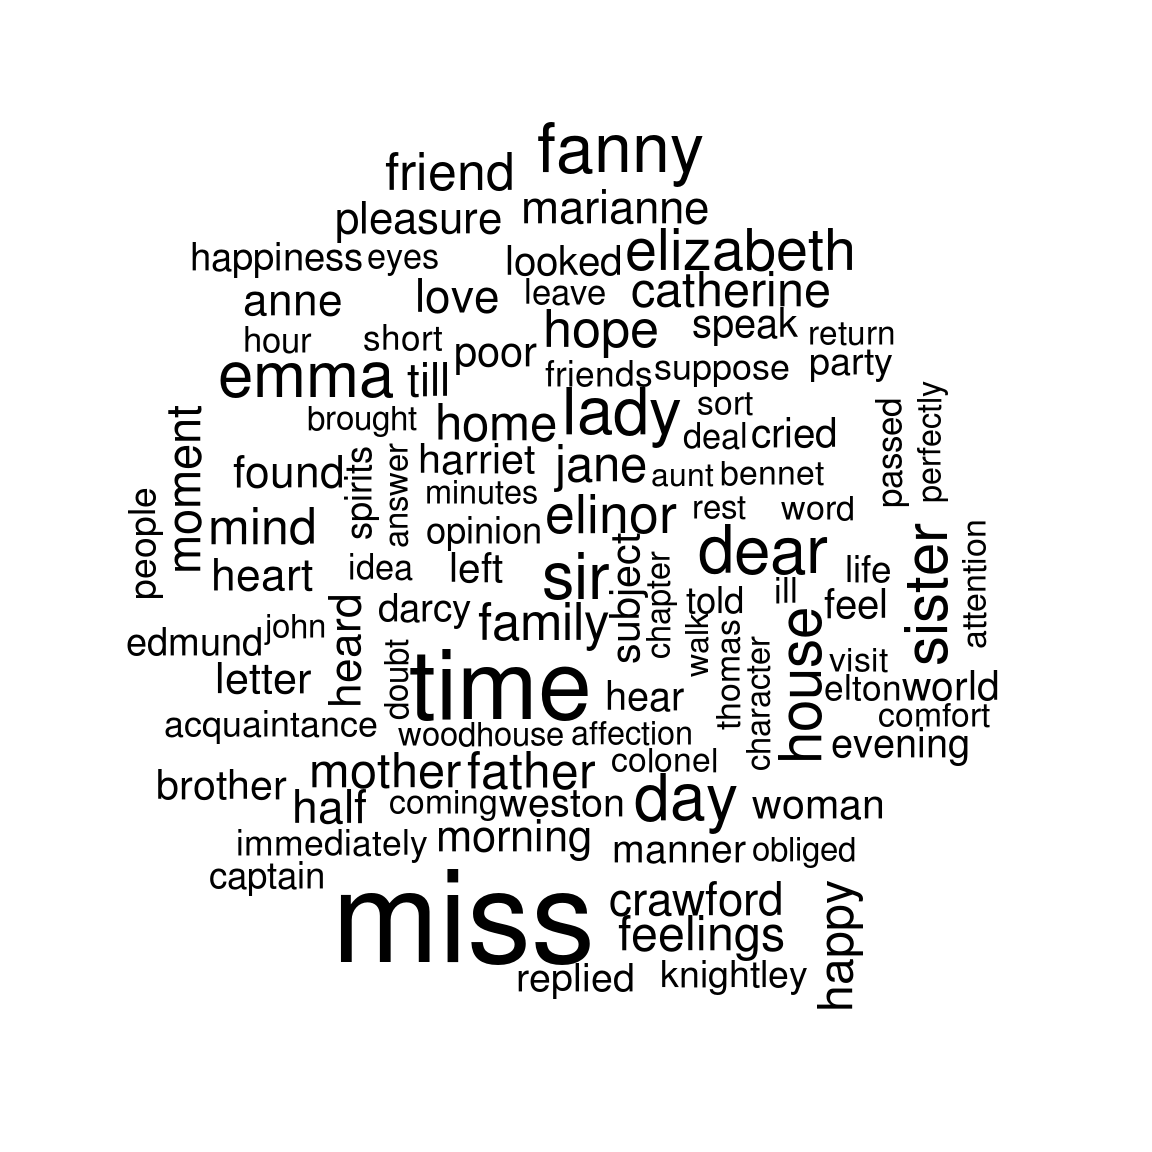 fanny
friend
marianne
pleasure
elizabeth
happiness
eyes
looked
catherine
anne
love
leave
hope
speak
return
hour
short
poor
party
emma
till
friends
suppose
lady
sort
brought
home
deal
cried
passed
perfectly
moment
found
spirits
answer
harriet
jane
aunt
bennet
minutes
people
mind
opinion
elinor
rest
word
dear
sister
attention
heart
idea
left
sir
subject
chapter
life
ill
told
feel
edmund
john
heard
darcy
family
walk
thomas
house
visit
letter
doubt
time
hear
character
elton
world
comfort
acquaintance
woodhouse
affection
evening
colonel
brother
mother
father
half
coming
weston
day
woman
immediately
morning
manner
obliged
captain
miss
crawford
feelings
happy
replied
knightley